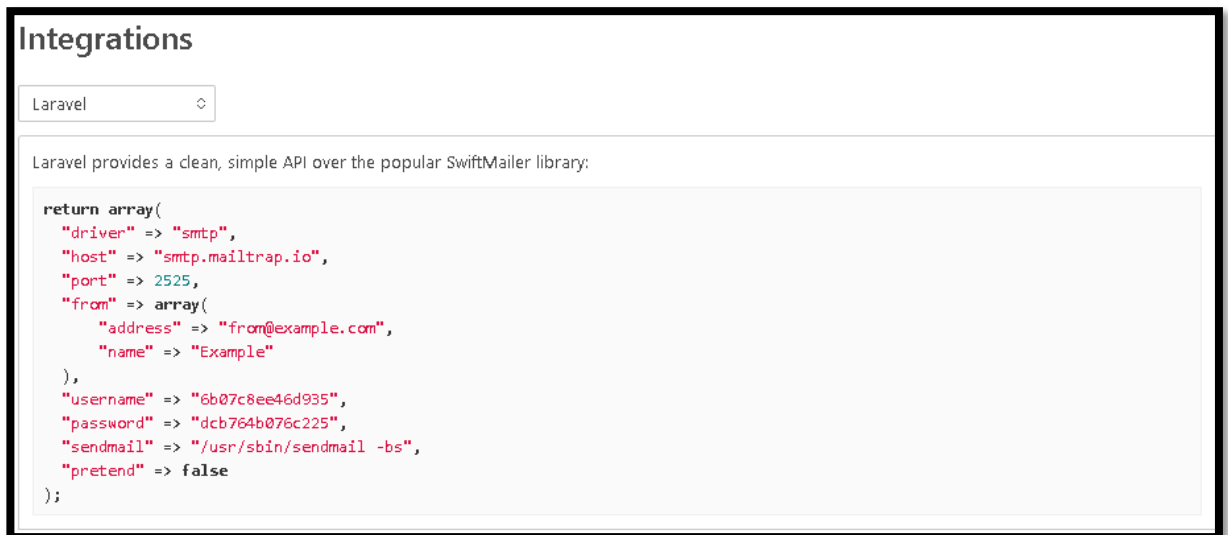 Integrations
Laravel
Laravel provides a clean, simple API over the popular SwiftMailer library:
return array(
"driver" => "smtp",
"host" => "smtp.mailtrap.io",
"port" => 2525,
"from" => array(
"address" => "from@example.com",
"name" => "Example"
),
"username" => "6b07c8ee46d935",
"password" => "dcb764b076c225",
"sendmail" => "/usr/sbin/sendmail -bs",
"pretend" => false
);